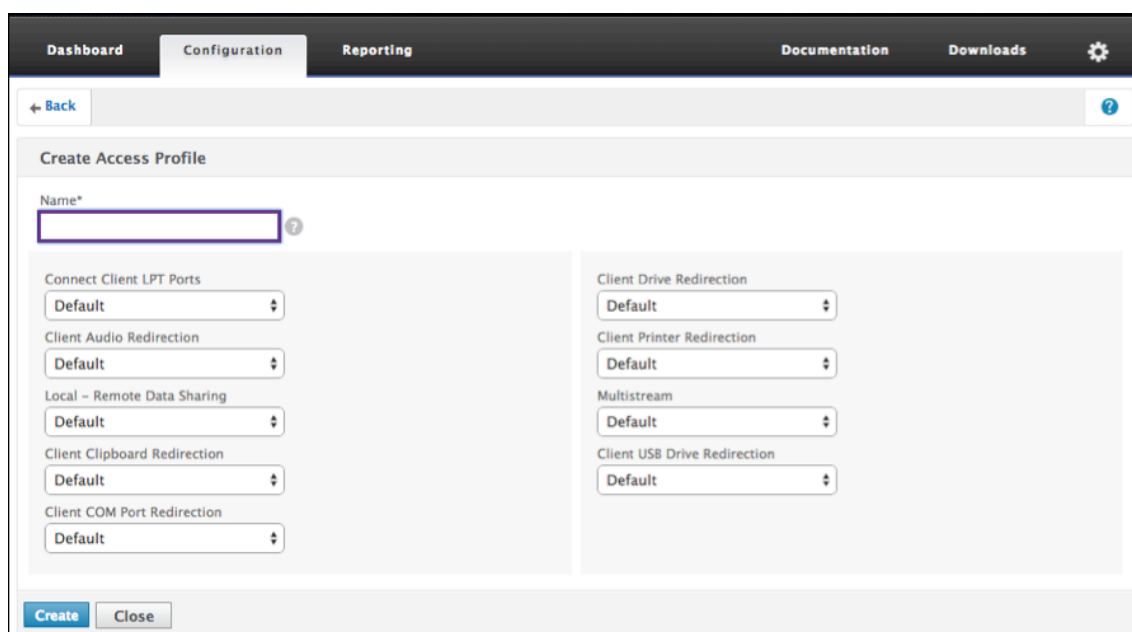 Dashboard Configuration Reporting Documentation Downloads
← Back ?
Create Access Profile
Name*
?
Connect Client LPT Ports
Default
Client Audio Redirection
Default
Local – Remote Data Sharing
Default
Client Clipboard Redirection
Default
Client COM Port Redirection
Default
Client Drive Redirection
Default
Client Printer Redirection
Default
Multistream
Default
Client USB Drive Redirection
Default
Create Close